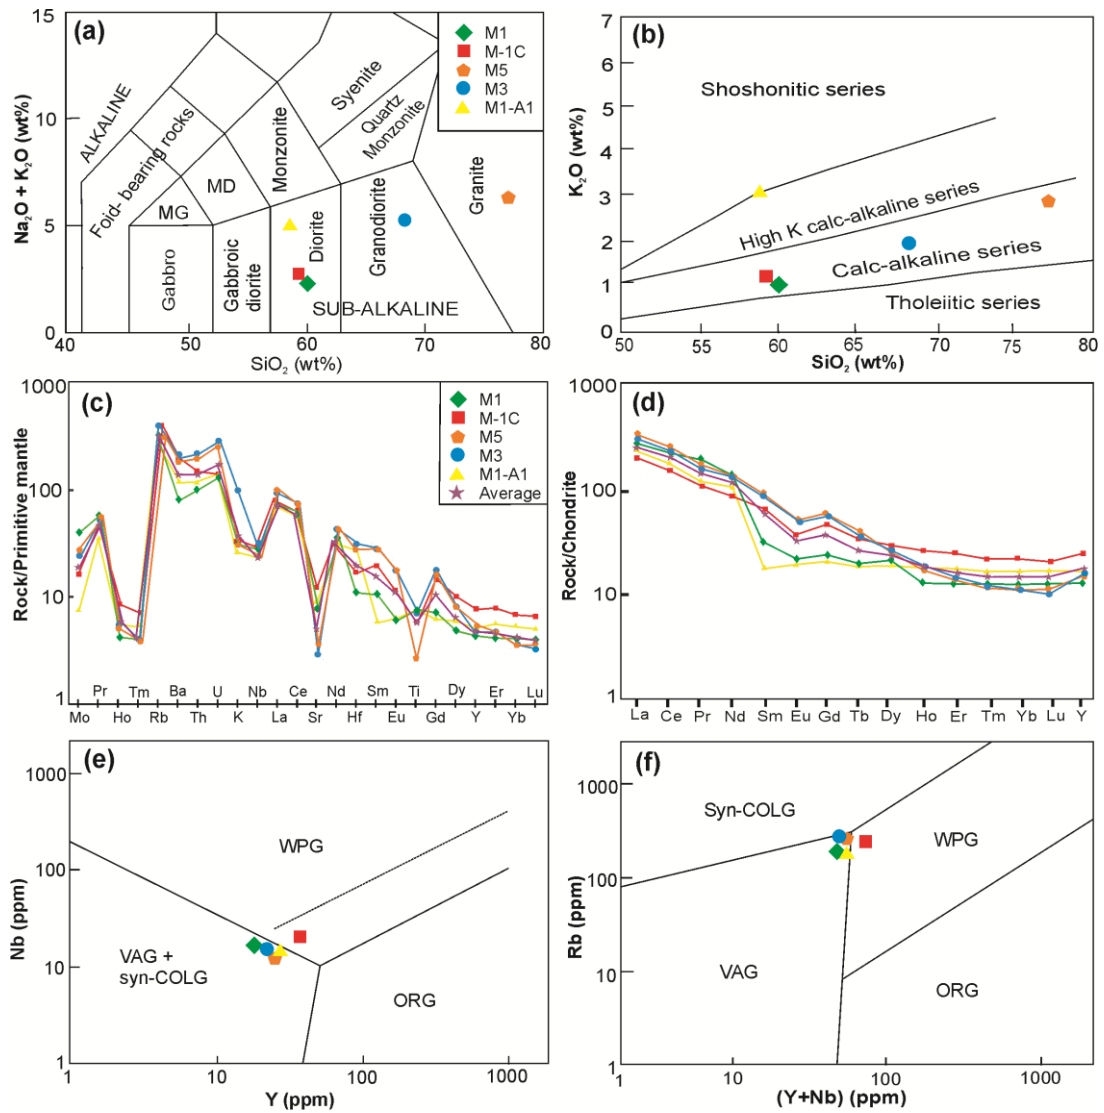 (a)
15
10
5
0
Na₂O + K₂O (wt%)
ALKALINE
Foid- bearing rocks
MG
MD
Monzonite
Syenite
Quartz
Monzonite
Gabbro
Gabbroic
diorite
Diorite
Granodiorite
Granite
SUB-ALKALINE
M1
M-1C
M5
M3
M1-A1
40
50
60
70
80
SiO₂ (wt%)
(b)
7
6
5
4
3
2
1
0
K₂O (wt%)
Shoshonitic series
High K calc-alkaline series
Calc-alkaline series
Tholeiitic series
50
55
60
65
70
75
80
SiO₂ (wt%)
(c)
1000
100
10
1
Rock/Primitive mantle
M1
M-1C
M5
M3
M1-A1
Average
Pr Tm Ba U Nb Ce Nd Sm Ti Dy Er Lu
Mo Ho Rb Th K La Sr Hf Eu Gd Y Yb
(d)
1000
100
10
1
Rock/Chondrite
La Ce Pr Nd Sm Eu Gd Tb Dy Ho Er Tm Yb Lu Y
(e)
1000
100
10
1
Nb (ppm)
WPG
VAG +
syn-COLG
ORG
1
10
100
1000
Y (ppm)
(f)
1000
100
10
1
Rb (ppm)
Syn-COLG
WPG
VAG
ORG
1
10
100
1000
(Y+Nb) (ppm)